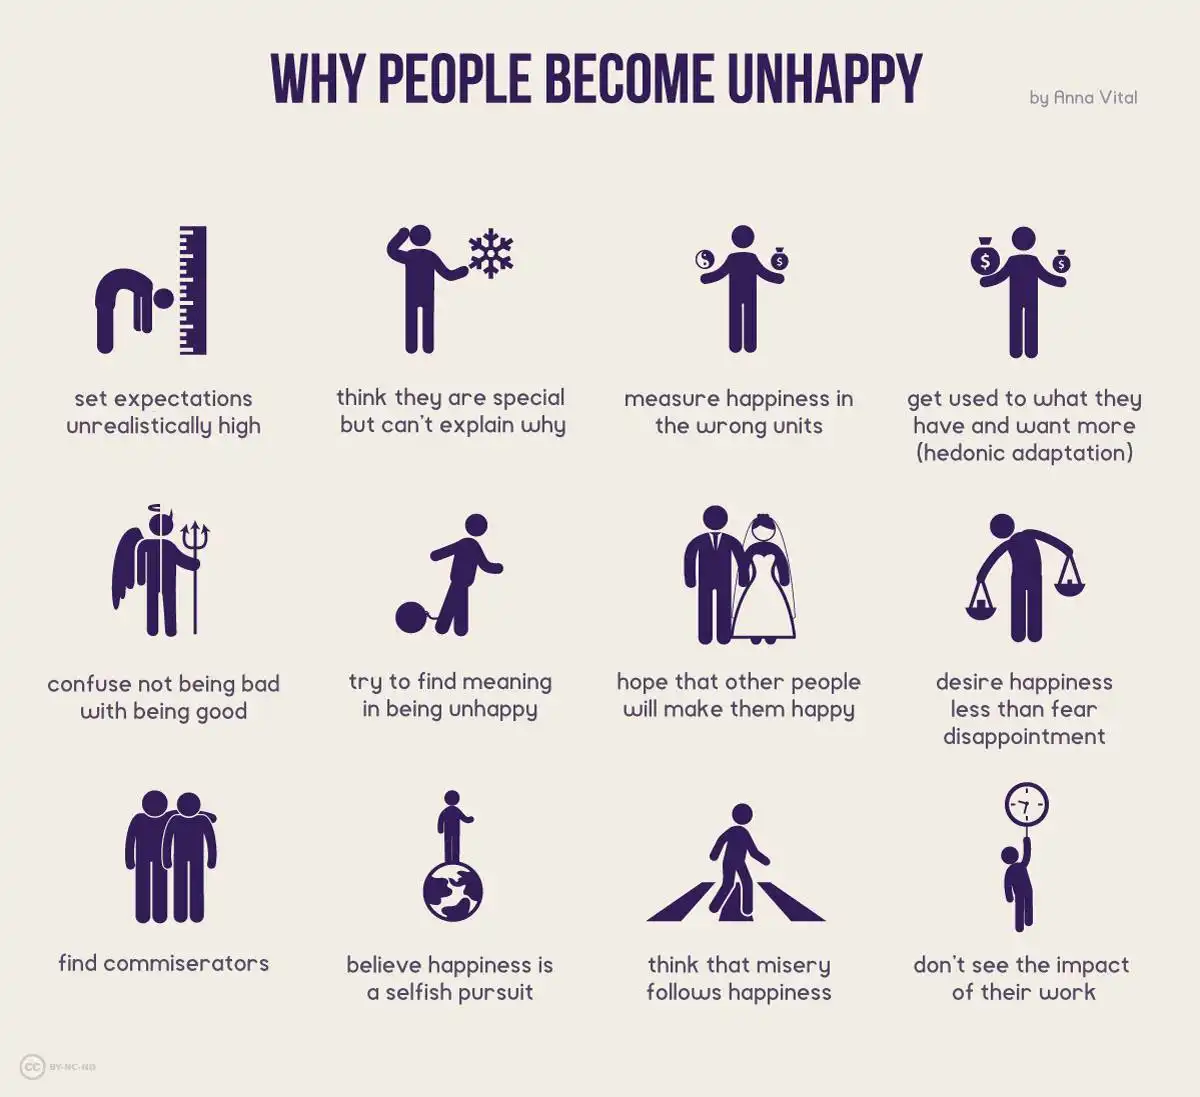 WHY PEOPLE BECOME UNHAPPY
by Anna Vital
set expectations
unrealistically high
think they are special
but can't explain why
measure happiness in
the wrong units
get used to what they
have and want more
(hedonic adaptation)
confuse not being bad
with being good
try to find meaning
in being unhappy
hope that other people
will make them happy
desire happiness
less than fear
disappointment
find commiserators
believe happiness is
a selfish pursuit
think that misery
follows happiness
don't see the impact
of their work
$
$
$
cc BY-NC-ND